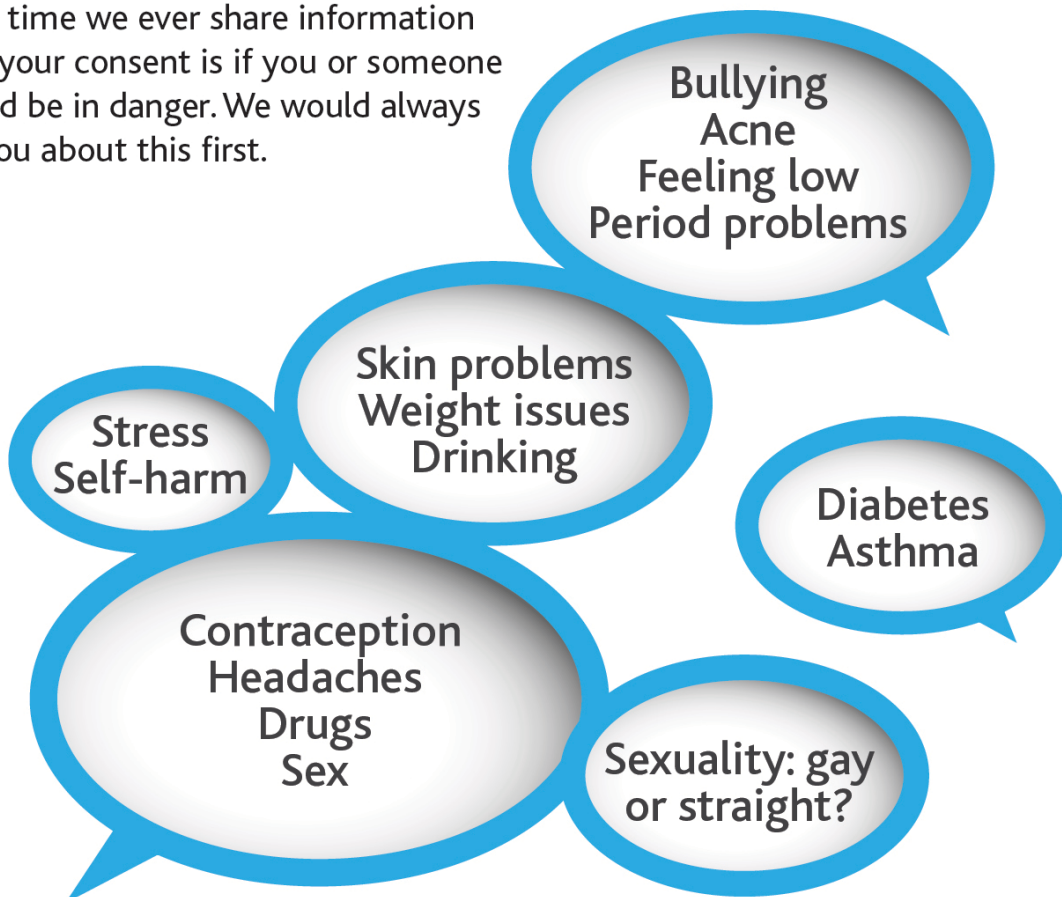 time we ever share information
your consent is if you or someone
d be in danger. We would always
ou about this first.
Bullying
Acne
Feeling low
Period problems
Skin problems
Weight issues
Drinking
Stress
Self-harm
Diabetes
Asthma
Contraception
Headaches
Drugs
Sex
Sexuality: gay
or straight?